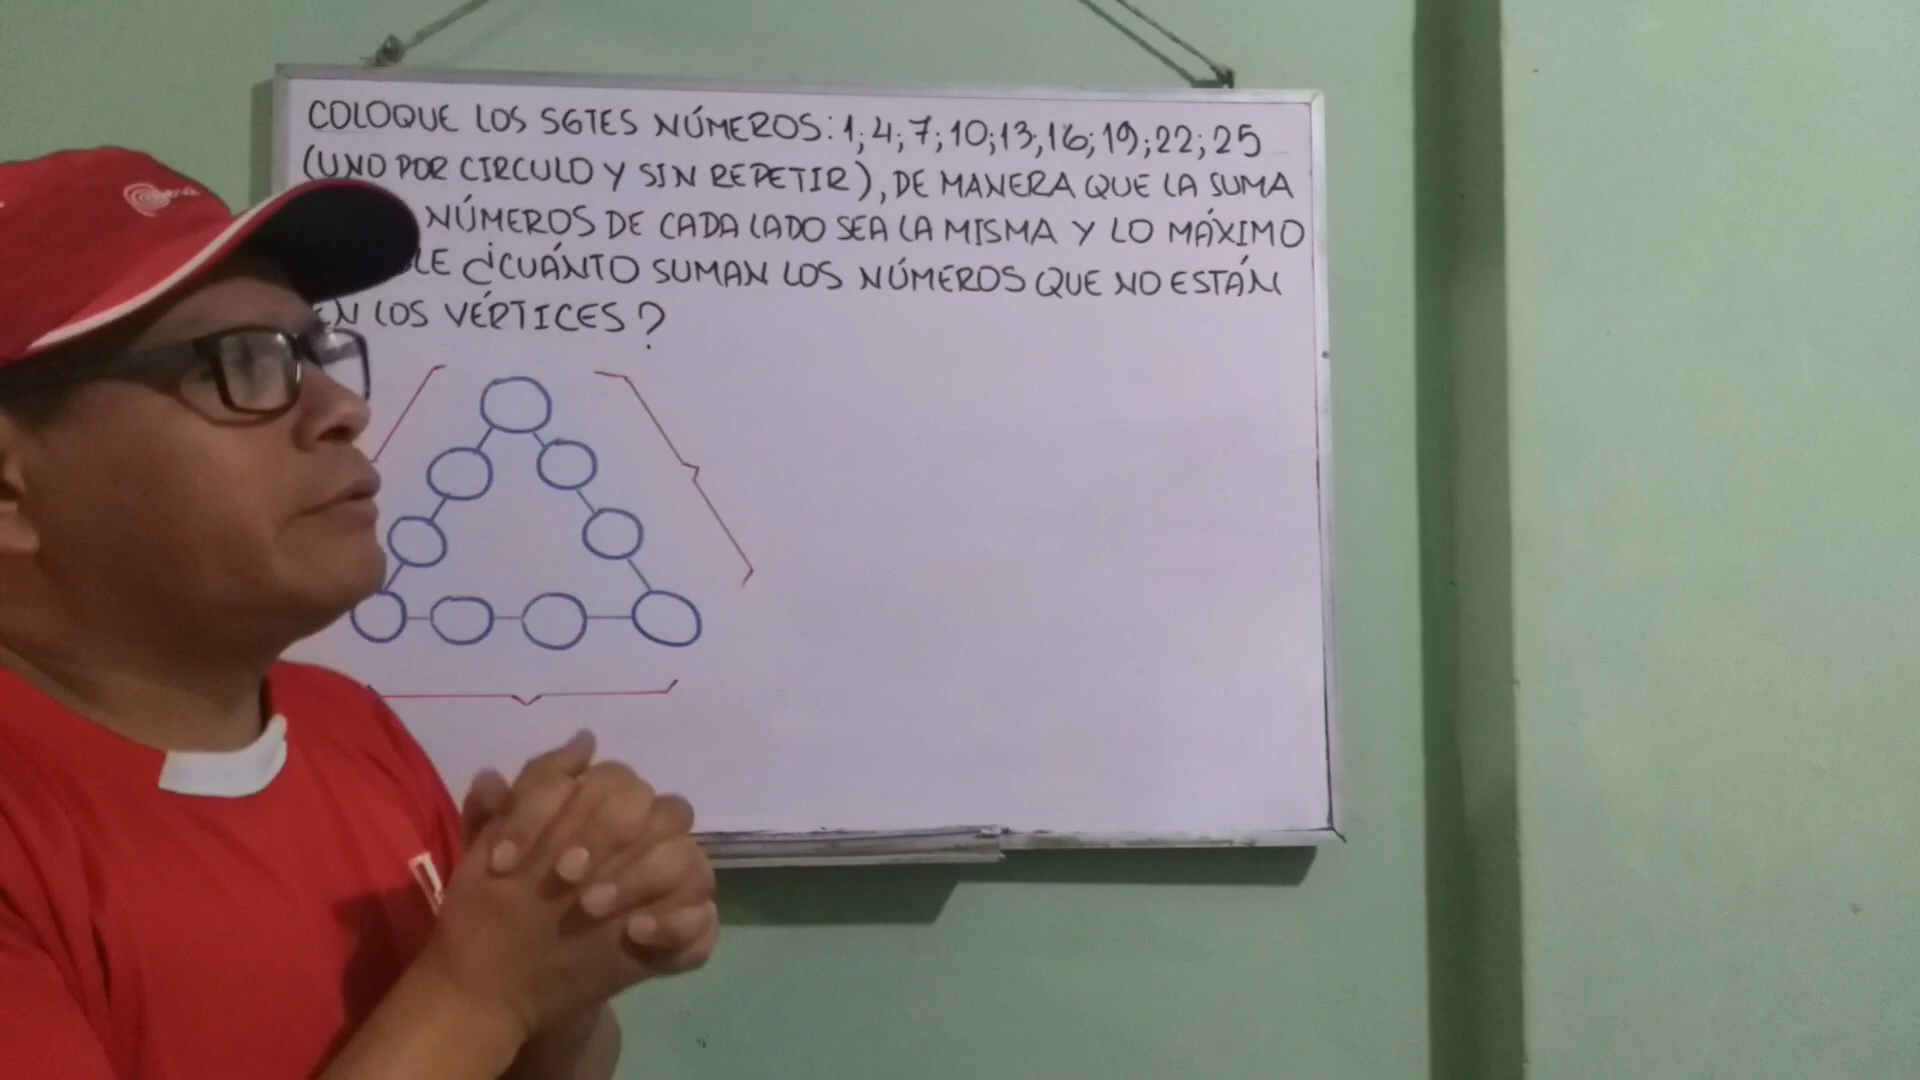 COLOQUE LOS SGTES NÚMEROS: 1; 4; 7; 10; 13; 16; 19; 22; 25
(UNO POR CIRCULO Y SIN REPETIR), DE MANERA QUE LA SUMA
NÚMEROS DE CADA LADO SEA LA MISMA Y LO MÁXIMO
LE ¿CUÁNTO SUMAN LOS NÚMEROS QUE NO ESTÁN
EN LOS VÉRTICES?